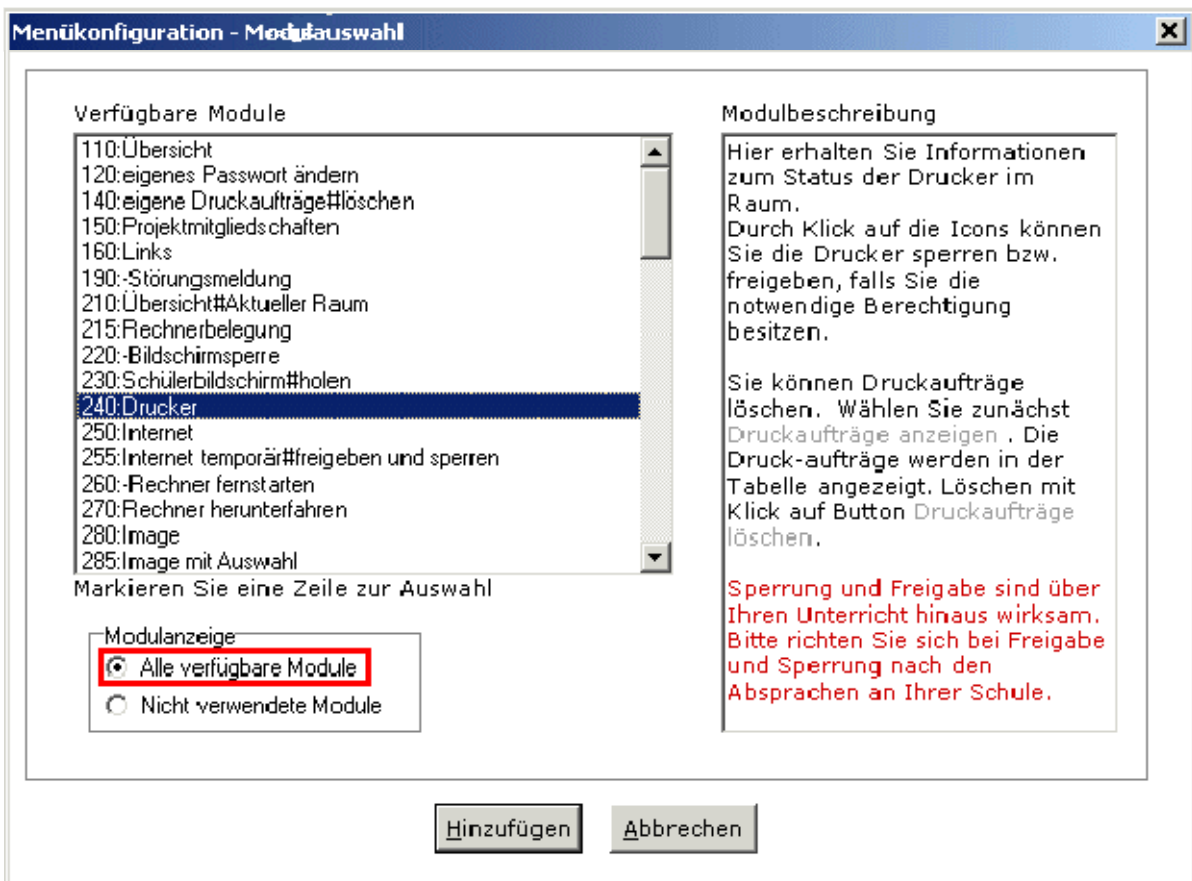 Menükonfiguration - Modulauswahl
Verfügbare Module
110:Übersicht
120:eigenes Passwort ändern
140:eigene Druckaufträge#löschen
150:Projektmitgliedschaften
160:Links
190:-Störungsmeldung
210:Übersicht#Aktueller Raum
215:Rechnerbelegung
220:-Bildschirmsperre
230:Schülerbildschirm#holen
240:Drucker
250:Internet
255:Internet temporär#freigeben und sperren
260:-Rechner fernstarten
270:Rechner herunterfahren
280:Image
285:Image mit Auswahl
Markieren Sie eine Zeile zur Auswahl
Modulanzeige
Alle verfügbare Module
Nicht verwendete Module
Modulbeschreibung
Hier erhalten Sie Informationen
zum Status der Drucker im
Raum.
Durch Klick auf die Icons können
Sie die Drucker sperren bzw.
freigeben, falls Sie die
notwendige Berechtigung
besitzen.
Sie können Druckaufträge
löschen. Wählen Sie zunächst
Druckaufträge anzeigen . Die
Druck-aufträge werden in der
Tabelle angezeigt. Löschen mit
Klick auf Button Druckaufträge
löschen.
Sperrung und Freigabe sind über
Ihren Unterricht hinaus wirksam.
Bitte richten Sie sich bei Freigabe
und Sperrung nach den
Absprachen an Ihrer Schule.
Hinzufügen
Abbrechen